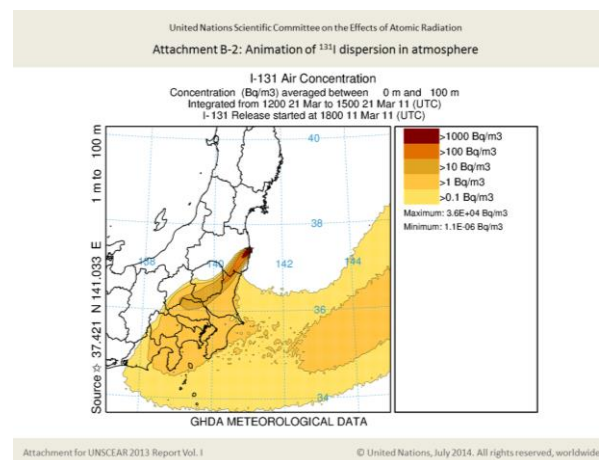 United Nations Scientific Committee on the Effects of Atomic Radiation
Attachment B-2: Animation of ¹³¹I dispersion in atmosphere
I-131 Air Concentration
Concentration (Bq/m3) averaged between 0 m and 100 m
Integrated from 1200 21 Mar to 1500 21 Mar 11 (UTC)
I-131 Release started at 1800 11 Mar 11 (UTC)
Source ☆ 37.421 N 141.033 E 1 m to 100 m
40
38
138
140
142
144
36
34
>1000 Bq/m3
>100 Bq/m3
>10 Bq/m3
>1 Bq/m3
>0.1 Bq/m3
Maximum: 3.6E+04 Bq/m3
Minimum: 1.1E-06 Bq/m3
GHDA METEOROLOGICAL DATA
Attachment for UNSCEAR 2013 Report Vol. I
© United Nations, July 2014. All rights reserved, worldwide